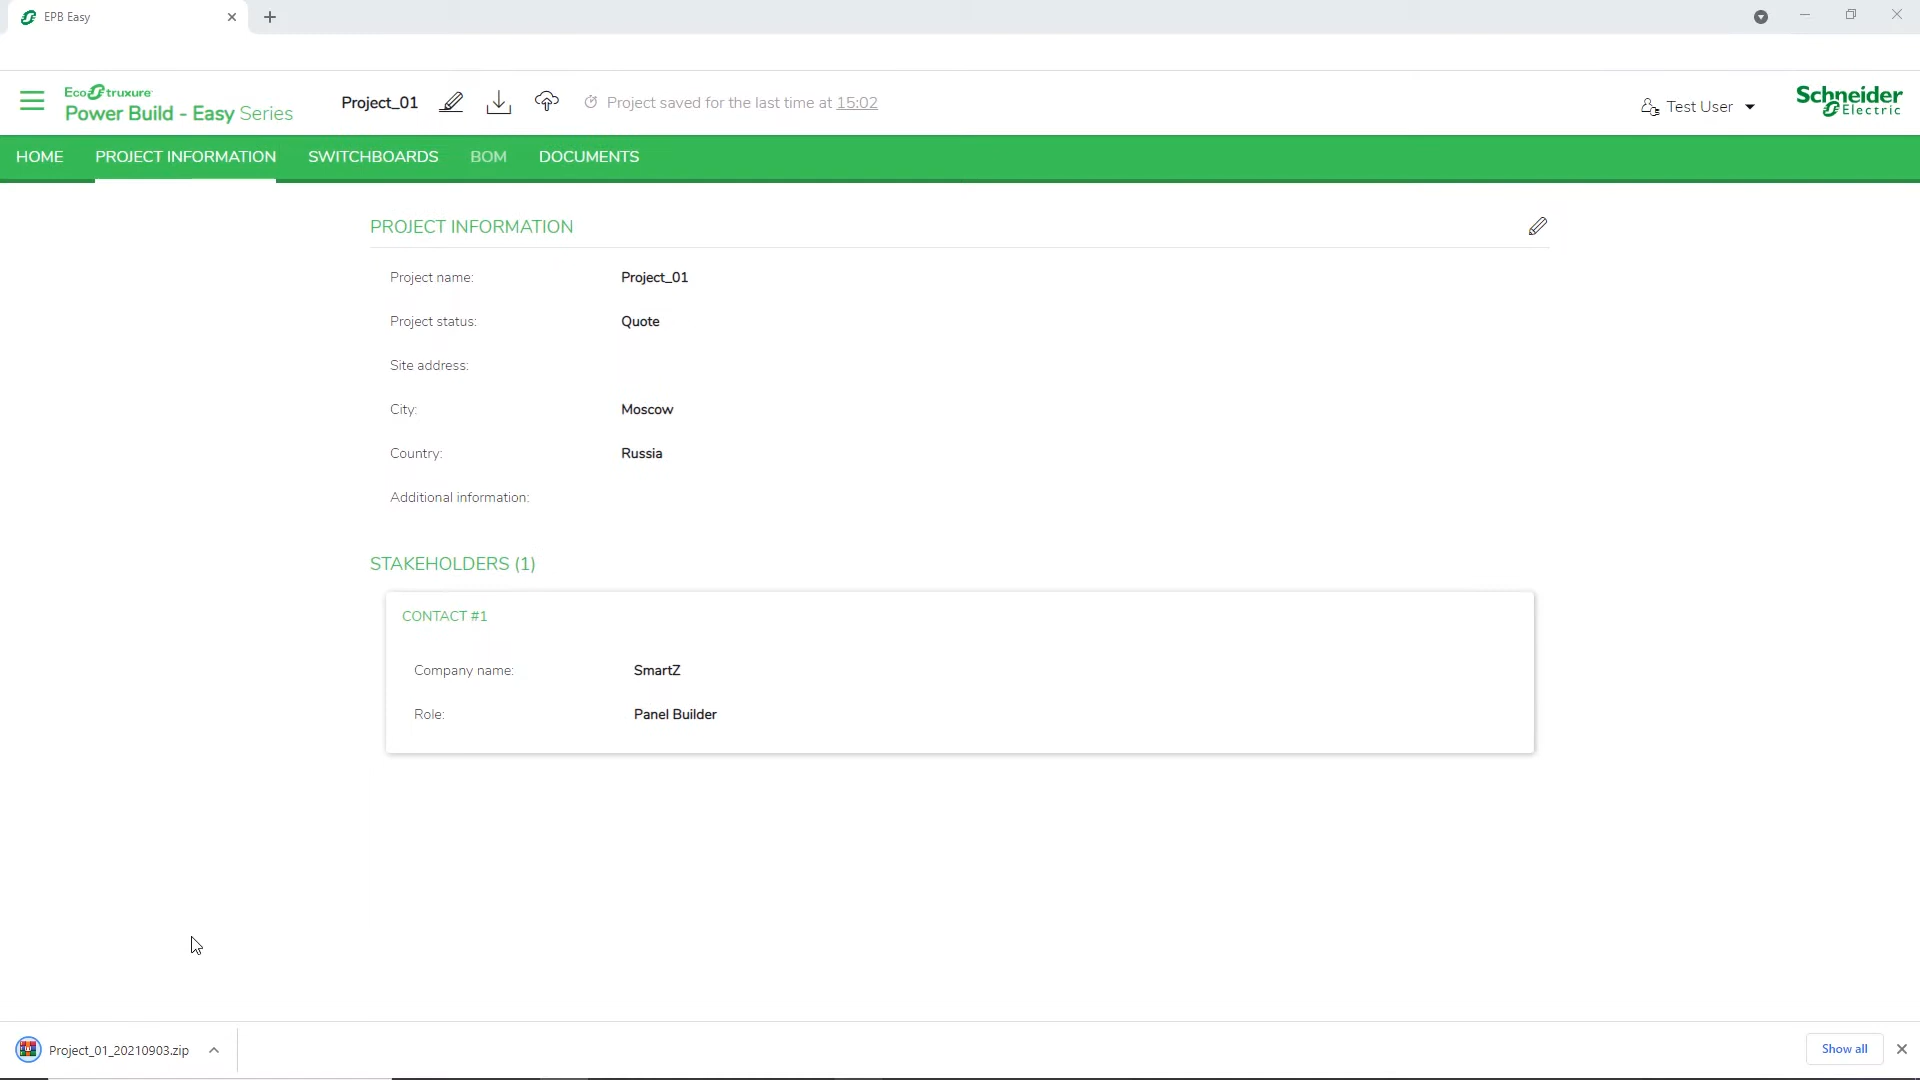 EPB Easy
EcoStruxure
Power Build - Easy Series
Project_01
Project saved for the last time at 15:02
Test User
Schneider
Electric
HOME
PROJECT INFORMATION
SWITCHBOARDS
BOM
DOCUMENTS
PROJECT INFORMATION
Project name: Project_01
Project status: Quote
Site address:
City: Moscow
Country: Russia
Additional information:
STAKEHOLDERS (1)
CONTACT #1
Company name: SmartZ
Role: Panel Builder
Project_01_20210903.zip
Show all